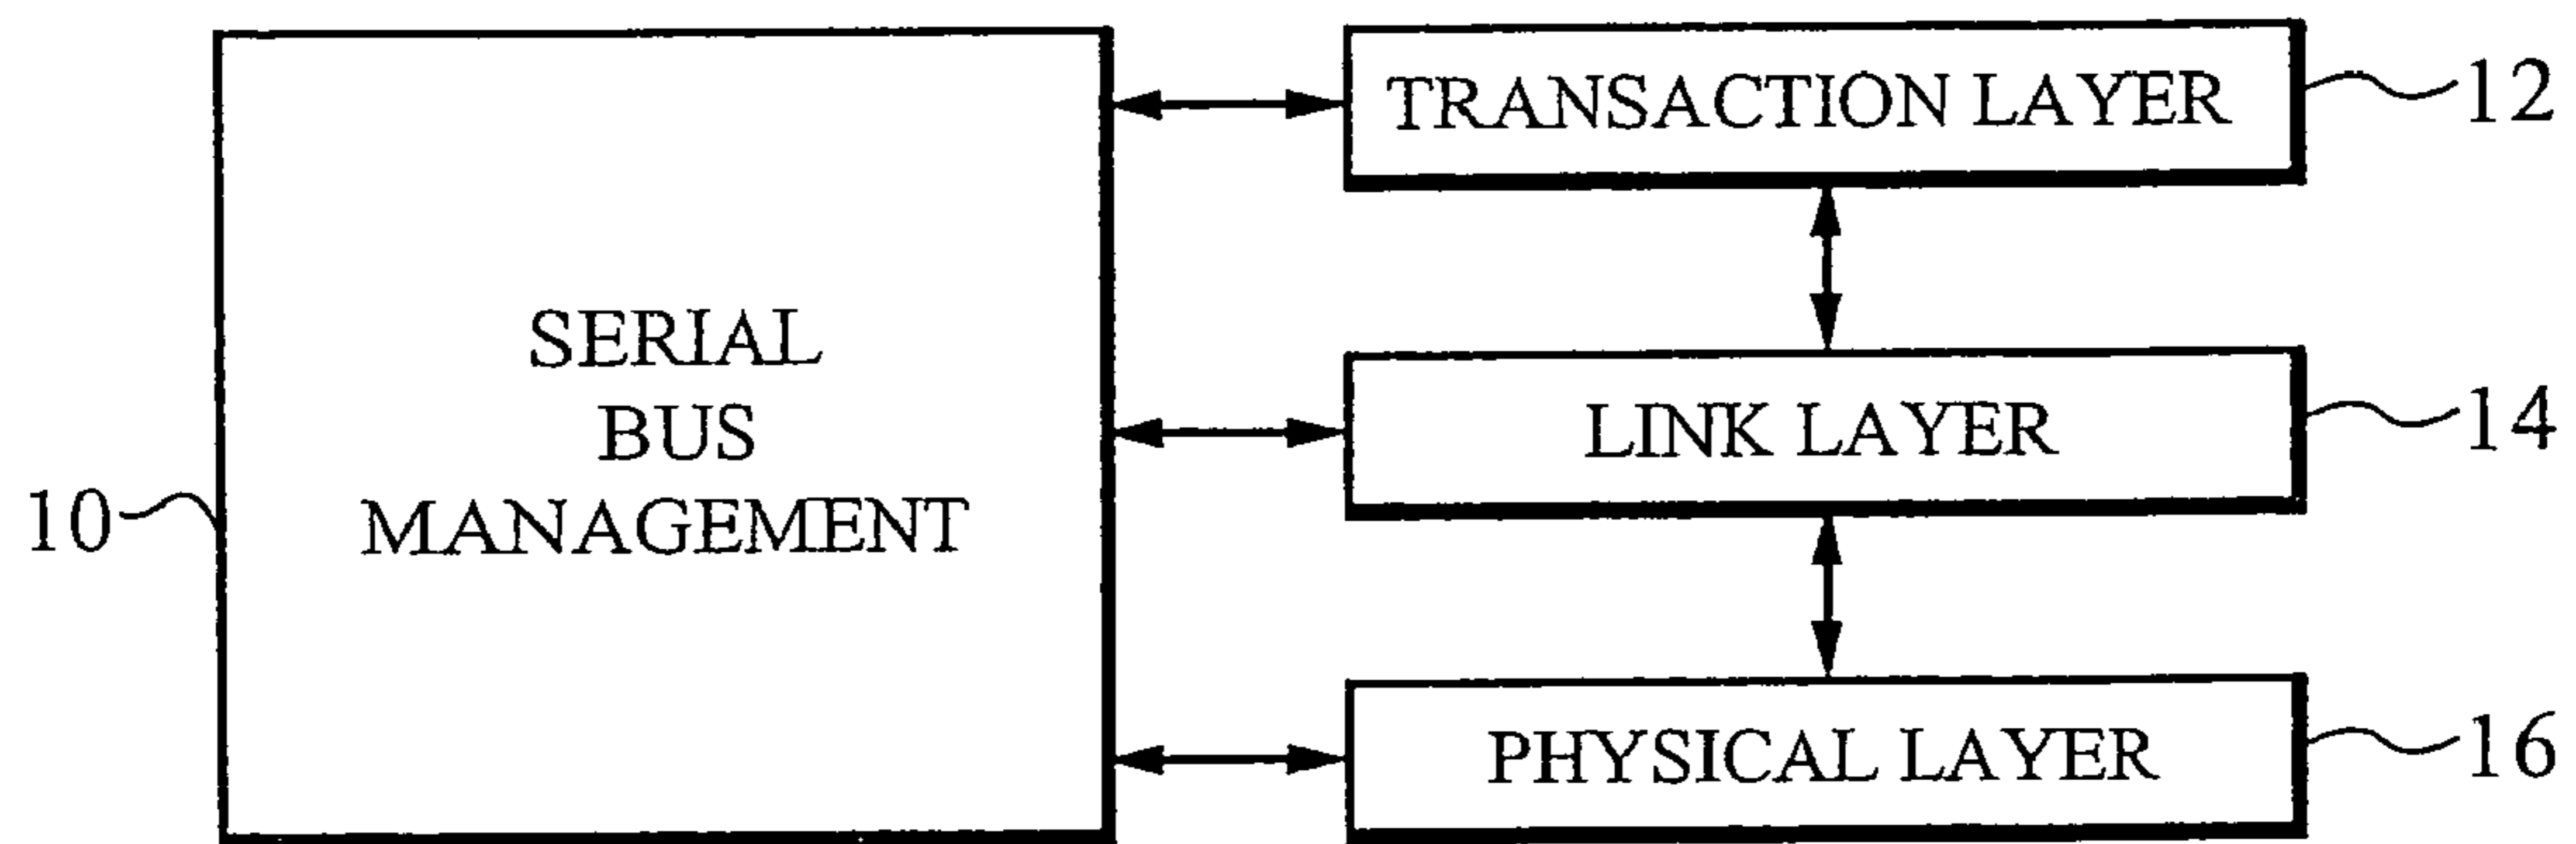 TRANSACTION LAYER
12
SERIAL
BUS
MANAGEMENT
10
LINK LAYER
14
PHYSICAL LAYER
16